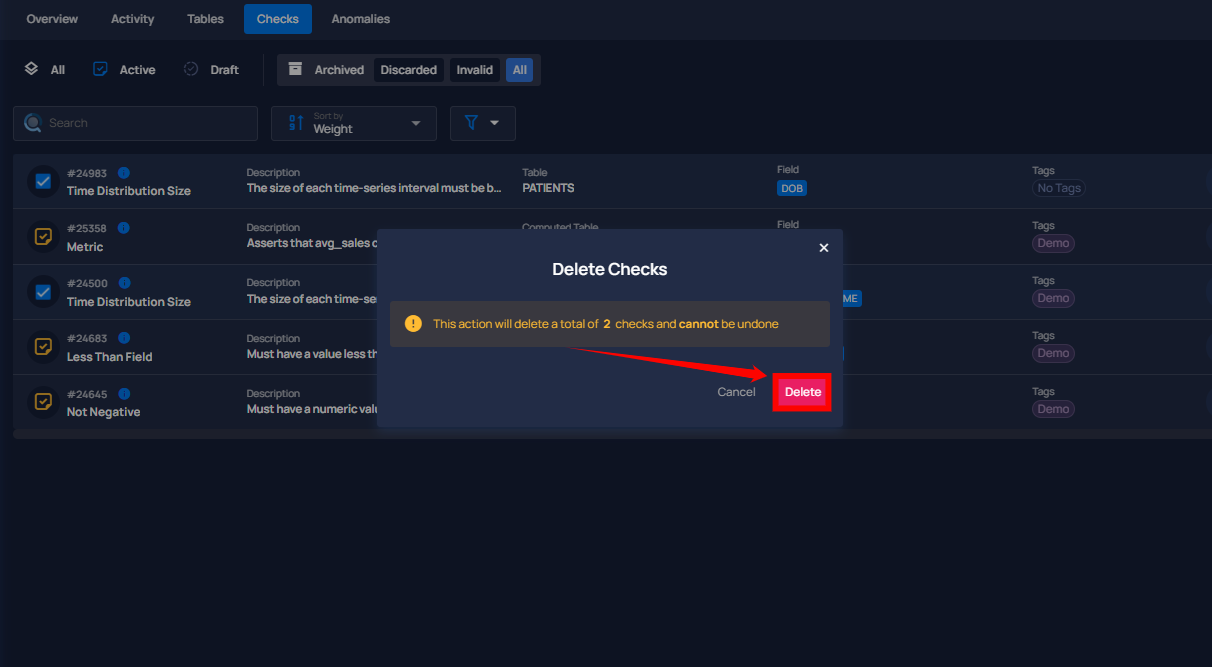 Overview Activity Tables Checks Anomalies
All Active Draft Archived Discarded Invalid All
Search
Sort by
Weight
#24983
Time Distribution Size
Description
The size of each time-series interval must be b...
Table
PATIENTS
Field
DOB
Tags
No Tags
#25358
Metric
Description
Asserts that avg_sales
Computed Table
Field
Tags
Demo
#24500
Time Distribution Size
Description
The size of each time-se
ME
Tags
Demo
#24683
Less Than Field
Description
Must have a value less th
Tags
Demo
#24645
Not Negative
Description
Must have a numeric val
Tags
Demo
Delete Checks
This action will delete a total of 2 checks and cannot be undone
Cancel
Delete